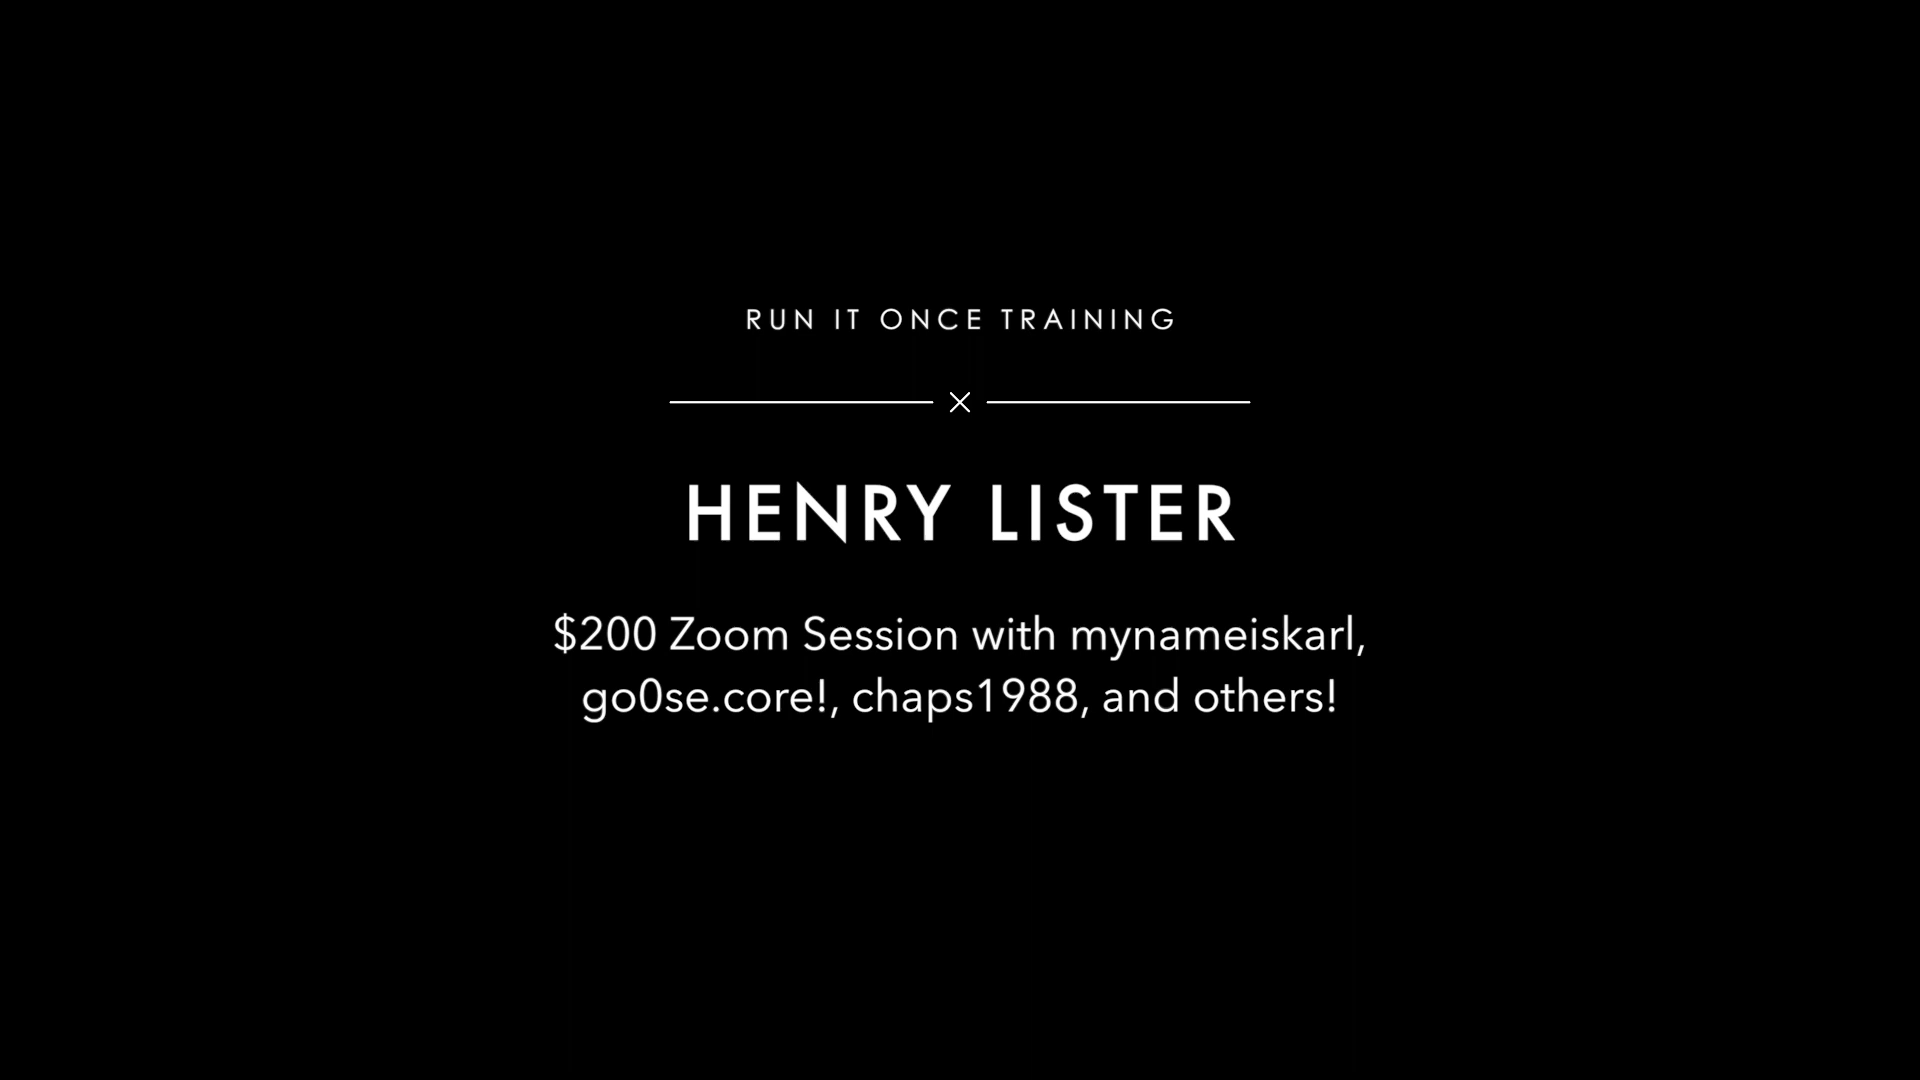 RUN IT ONCE TRAINING
HENRY LISTER
$200 Zoom Session with mynameiskarl,
go0se.core!, chaps1988, and others!